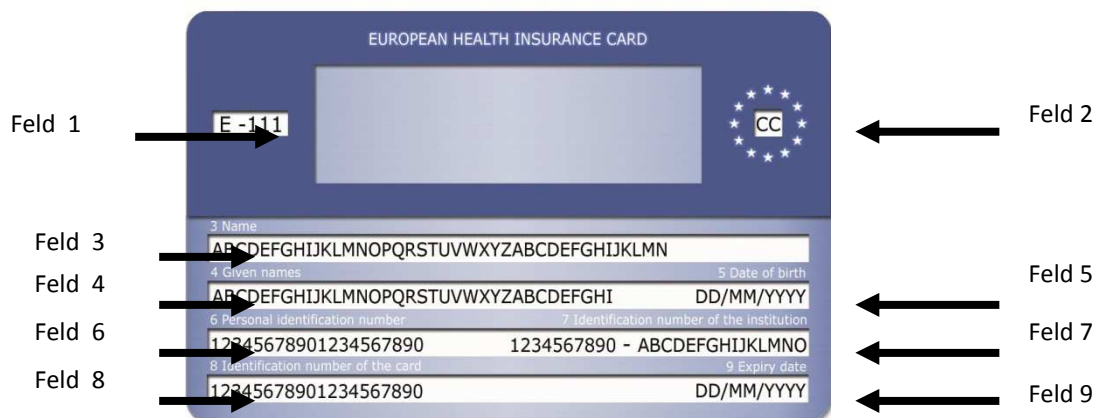 EUROPEAN HEALTH INSURANCE CARD
Feld 1
E -111
CC
Feld 2
3 Name
Feld 3
ABCDEFGHIJKLMNOPQRSTUVWXYZABCDEFGHIJKLMN
4 Given names 5 Date of birth
Feld 4
ABCDEFGHIJKLMNOPQRSTUVWXYZABCDEFGHI DD/MM/YYYY
Feld 5
6 Personal identification number 7 Identification number of the institution
Feld 6
12345678901234567890 1234567890 - ABCDEFGHIJKLMNO
Feld 7
8 Identification number of the card 9 Expiry date
Feld 8
12345678901234567890 DD/MM/YYYY
Feld 9